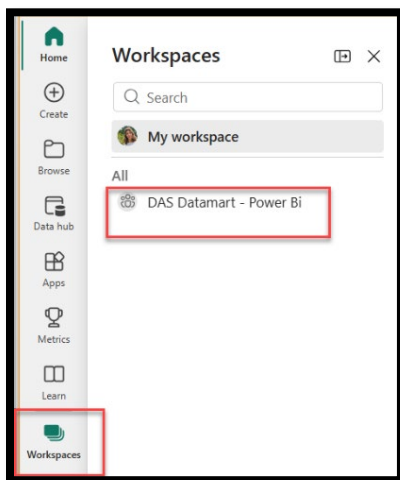 Home
Create
Browse
Data hub
Apps
Metrics
Learn
Workspaces
Workspaces
Search
My workspace
All
DAS Datamart - Power Bi